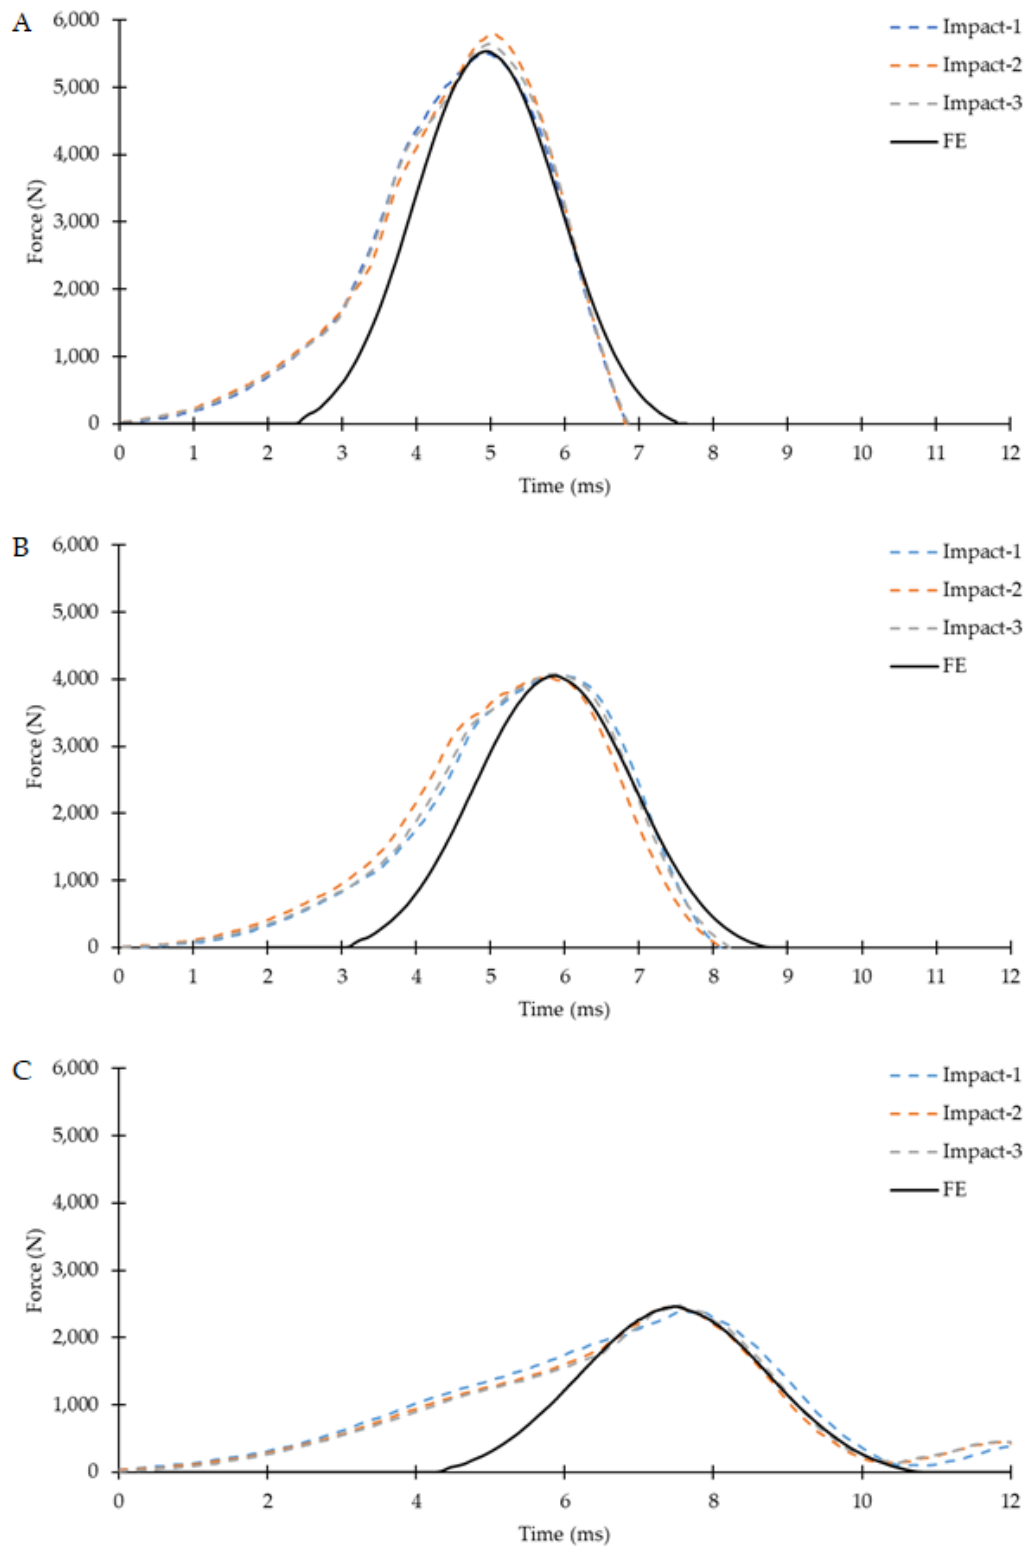 A
6,000
5,000
4,000
3,000
2,000
1,000
0
Force (N)
0 1 2 3 4 5 6 7 8 9 10 11 12
Time (ms)
Impact-1
Impact-2
Impact-3
FE
B
6,000
5,000
4,000
3,000
2,000
1,000
0
Force (N)
0 1 2 3 4 5 6 7 8 9 10 11 12
Time (ms)
Impact-1
Impact-2
Impact-3
FE
C
6,000
5,000
4,000
3,000
2,000
1,000
0
Force (N)
0 2 4 6 8 10 12
Time (ms)
Impact-1
Impact-2
Impact-3
FE